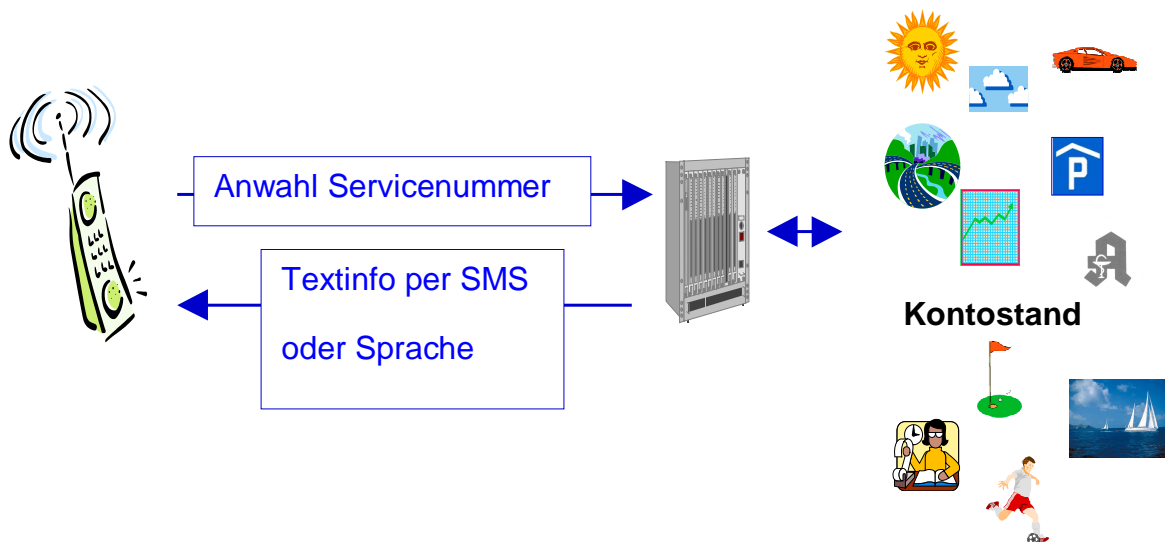 Anwahl Servicenummer
P
Textinfo per SMS
oder Sprache
A
Kontostand